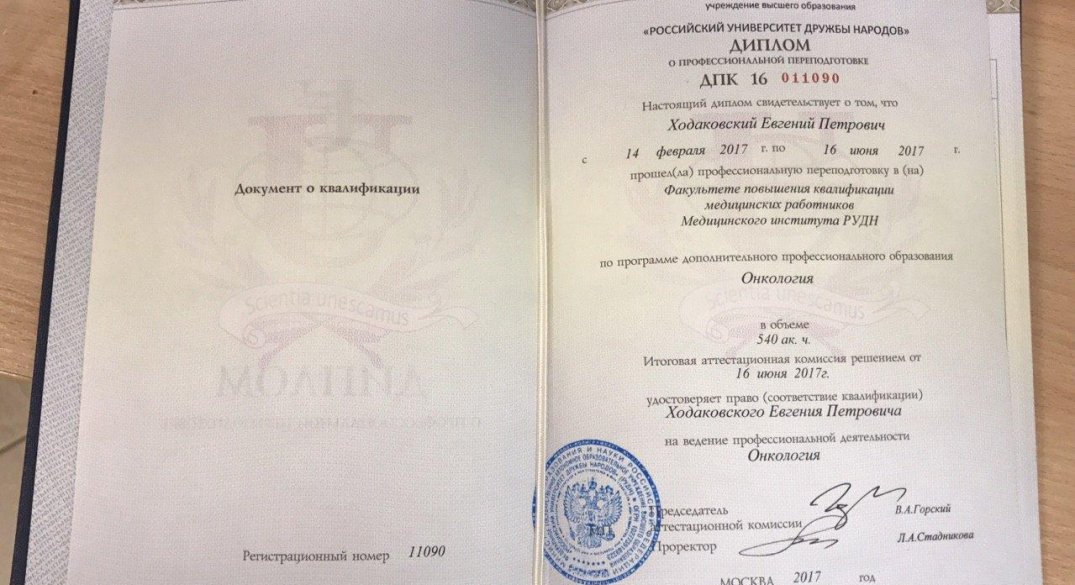 Документ о квалификации
Scientia unescamus
ДИПЛОМ
Регистрационный номер 11090
учреждение высшего образования
«РОССИЙСКИЙ УНИВЕРСИТЕТ ДРУЖБЫ НАРОДОВ»
ДИПЛОМ
О ПРОФЕССИОНАЛЬНОЙ ПЕРЕПОДГОТОВКЕ
ДПК 16 011090
Настоящий диплом свидетельствует о том, что
Ходаковский Евгений Петрович
с 14 февраля 2017 г. по 16 июня 2017 г.
прошел(ла) профессиональную переподготовку в (на)
Факультете повышения квалификации
медицинских работников
Медицинского института РУДН
по программе дополнительного профессионального образования
Онкология
Scientia unescamus
в объеме
540 ак. ч.
Итоговая аттестационная комиссия решением от
16 июня 2017г.
удостоверяет право (соответствие квалификации)
Ходаковского Евгения Петровича
на ведение профессиональной деятельности
Онкология
Председатель
аттестационной комиссии
В.А.Горский
Проректор
Л.А.Стадникова
МОСКВА 2017 год